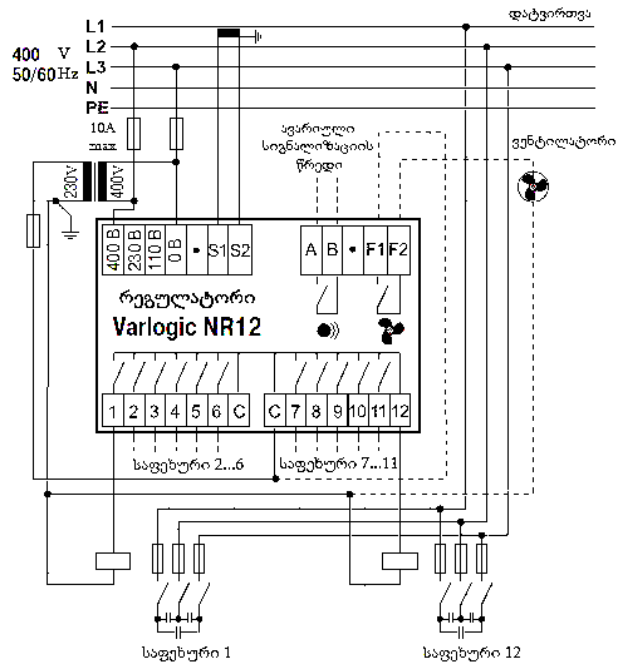 დატვირთვა
L1
L2
L3
N
PE
400 V
50/60Hz
10A
max
230V
400V
ავარიული
სიგნალიზაციის
წრედი
ვენტილატორი
400 В
230 В
110 В
0 В
•
S1
S2
A
B
•
F1
F2
რეგულატორი
Varlogic NR12
1
2
3
4
5
6
C
C
7
8
9
10
11
12
საფეხური 2...6
საფეხური 7...11
საფეხური 1
საფეხური 12